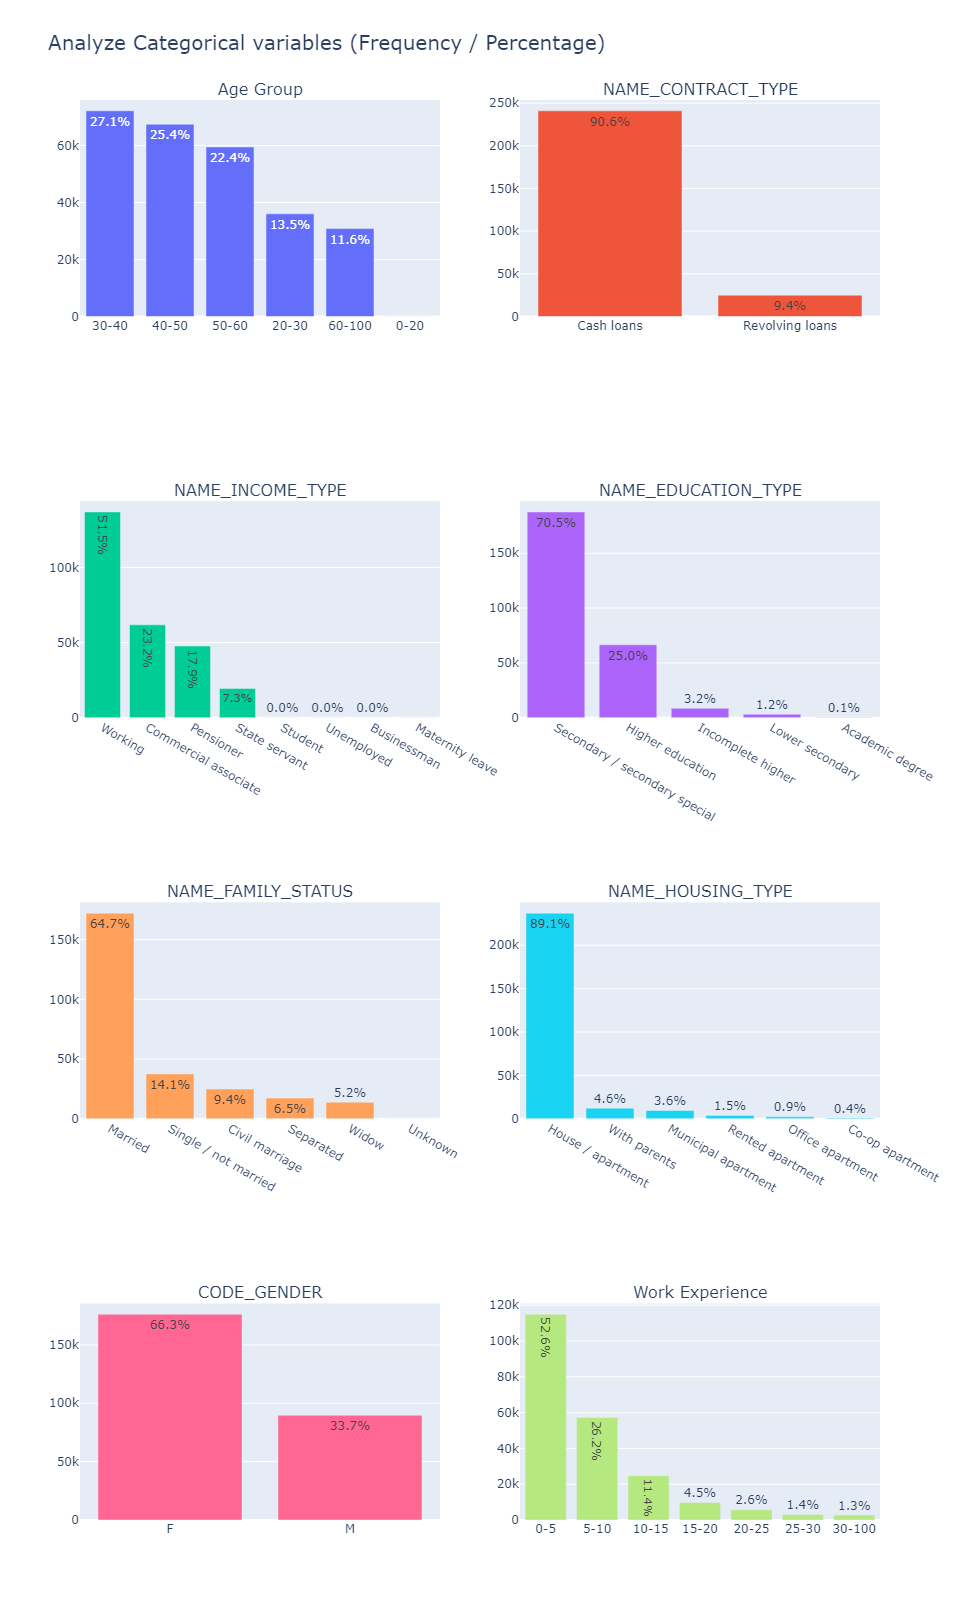 Analyze Categorical variables (Frequency / Percentage)
Age Group
27.1%
25.4%
22.4%
13.5%
11.6%
60k
40k
20k
0
30-40
40-50
50-60
20-30
60-100
0-20
NAME_CONTRACT_TYPE
90.6%
9.4%
250k
200k
150k
100k
50k
0
Cash loans
Revolving loans
NAME_INCOME_TYPE
51.5%
23.2%
17.9%
7.3%
0.0%
0.0%
0.0%
100k
50k
0
Working
Commercial associate
Pensioner
State servant
Student
Unemployed
Businessman
Maternity leave
NAME_EDUCATION_TYPE
70.5%
25.0%
3.2%
1.2%
0.1%
150k
100k
50k
0
Secondary / secondary special
Higher education
Incomplete higher
Lower secondary
Academic degree
NAME_FAMILY_STATUS
64.7%
14.1%
9.4%
6.5%
5.2%
150k
100k
50k
0
Married
Single / not married
Civil marriage
Separated
Widow
Unknown
NAME_HOUSING_TYPE
89.1%
4.6%
3.6%
1.5%
0.9%
0.4%
200k
150k
100k
50k
0
House / apartment
With parents
Municipal apartment
Rented apartment
Office apartment
Co-op apartment
CODE_GENDER
66.3%
33.7%
150k
100k
50k
0
F
M
Work Experience
52.6%
26.2%
11.4%
4.5%
2.6%
1.4%
1.3%
120k
100k
80k
60k
40k
20k
0
0-5
5-10
10-15
15-20
20-25
25-30
30-100